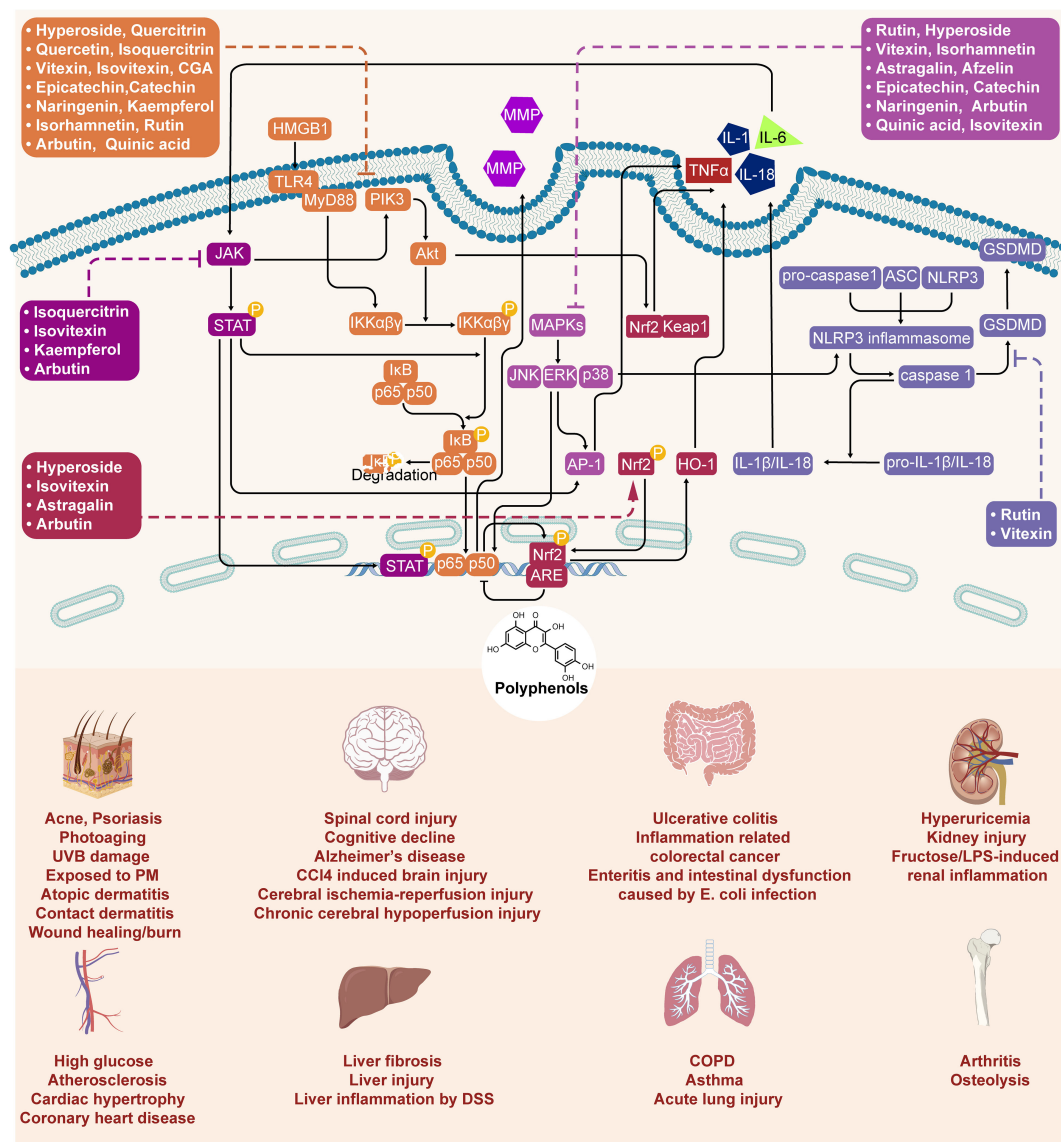 • Hyperoside, Quercitrin
• Quercetin, Isoquercitrin
• Vitexin, Isovitexin, CGA
• Epicatechin,Catechin
• Naringenin, Kaempferol
• Isorhamnetin, Rutin
• Arbutin, Quinic acid
• Rutin, Hyperoside
• Vitexin, Isorhamnetin
• Astragalin, Afzelin
• Epicatechin, Catechin
• Naringenin, Arbutin
• Quinic acid, Isovitexin
MMP
MMP
IL-1
IL-6
TNFα
IL-18
HMGB1
TLR4
MyD88
PIK3
JAK
Akt
GSDMD
pro-caspase1
ASC
NLRP3
• Isoquercitrin
• Isovitexin
• Kaempferol
• Arbutin
STAT
P
IKKαβγ
IKKαβγ
P
MAPKs
Nrf2
Keap1
GSDMD
NLRP3 inflammasome
IκB
p65
p50
JNK
ERK
p38
caspase 1
IκB
P
p65
p50
Degradation
AP-1
Nrf2
P
HO-1
IL-1β/IL-18
pro-IL-1β/IL-18
• Hyperoside
• Isovitexin
• Astragalin
• Arbutin
• Rutin
• Vitexin
STAT
P
p65
p50
Nrf2
P
ARE
OH
O
OH
HO
O
OH
OH
Polyphenols
Acne, Psoriasis
Photoaging
UVB damage
Exposed to PM
Atopic dermatitis
Contact dermatitis
Wound healing/burn
Spinal cord injury
Cognitive decline
Alzheimer's disease
CCl4 induced brain injury
Cerebral ischemia-reperfusion injury
Chronic cerebral hypoperfusion injury
Ulcerative colitis
Inflammation related
colorectal cancer
Enteritis and intestinal dysfunction
caused by E. coli infection
Hyperuricemia
Kidney injury
Fructose/LPS-induced
renal inflammation
High glucose
Atherosclerosis
Cardiac hypertrophy
Coronary heart disease
Liver fibrosis
Liver injury
Liver inflammation by DSS
COPD
Asthma
Acute lung injury
Arthritis
Osteolysis